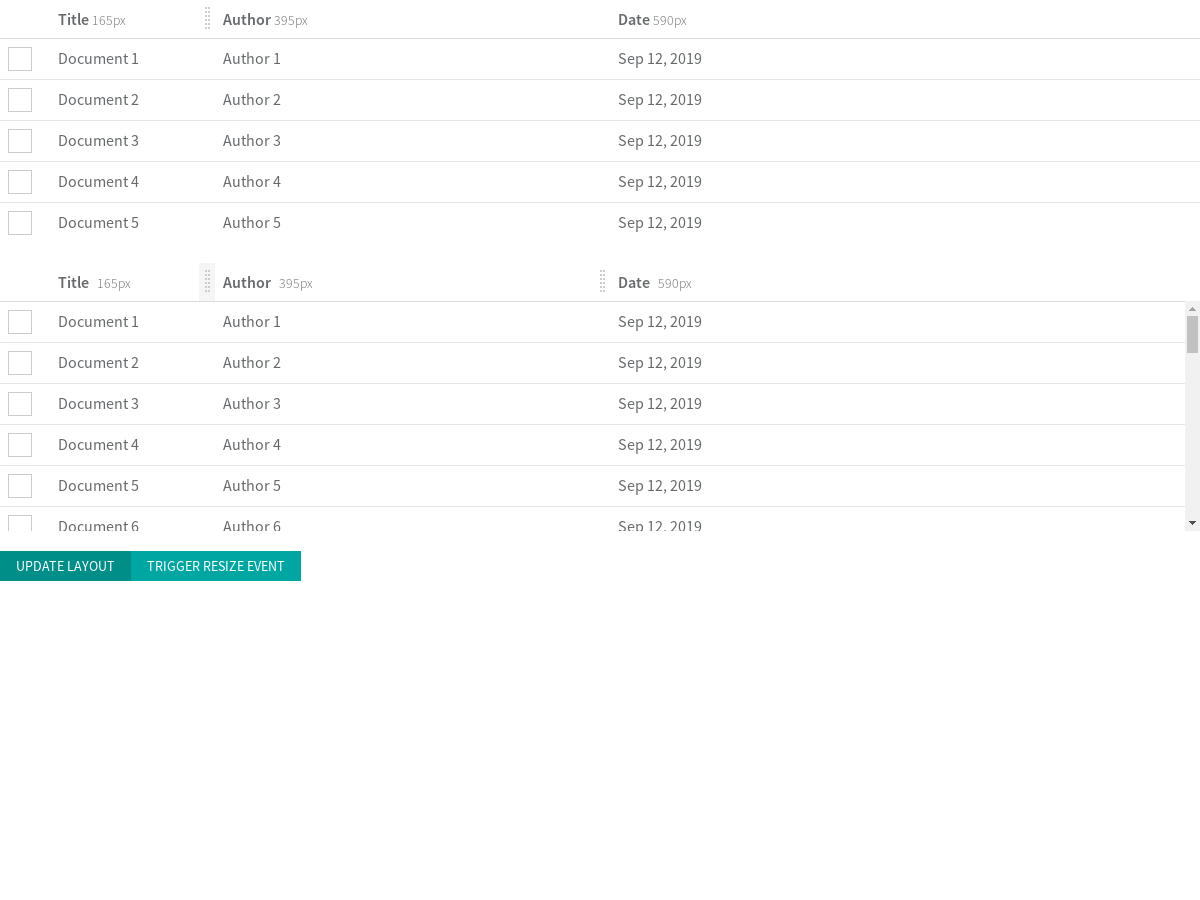 Title 165px Author 395px Date 590px
Document 1 Author 1 Sep 12, 2019
Document 2 Author 2 Sep 12, 2019
Document 3 Author 3 Sep 12, 2019
Document 4 Author 4 Sep 12, 2019
Document 5 Author 5 Sep 12, 2019
Title 165px Author 395px Date 590px
Document 1 Author 1 Sep 12, 2019
Document 2 Author 2 Sep 12, 2019
Document 3 Author 3 Sep 12, 2019
Document 4 Author 4 Sep 12, 2019
Document 5 Author 5 Sep 12, 2019
Document 6 Author 6 Sep 12, 2019
UPDATE LAYOUT TRIGGER RESIZE EVENT